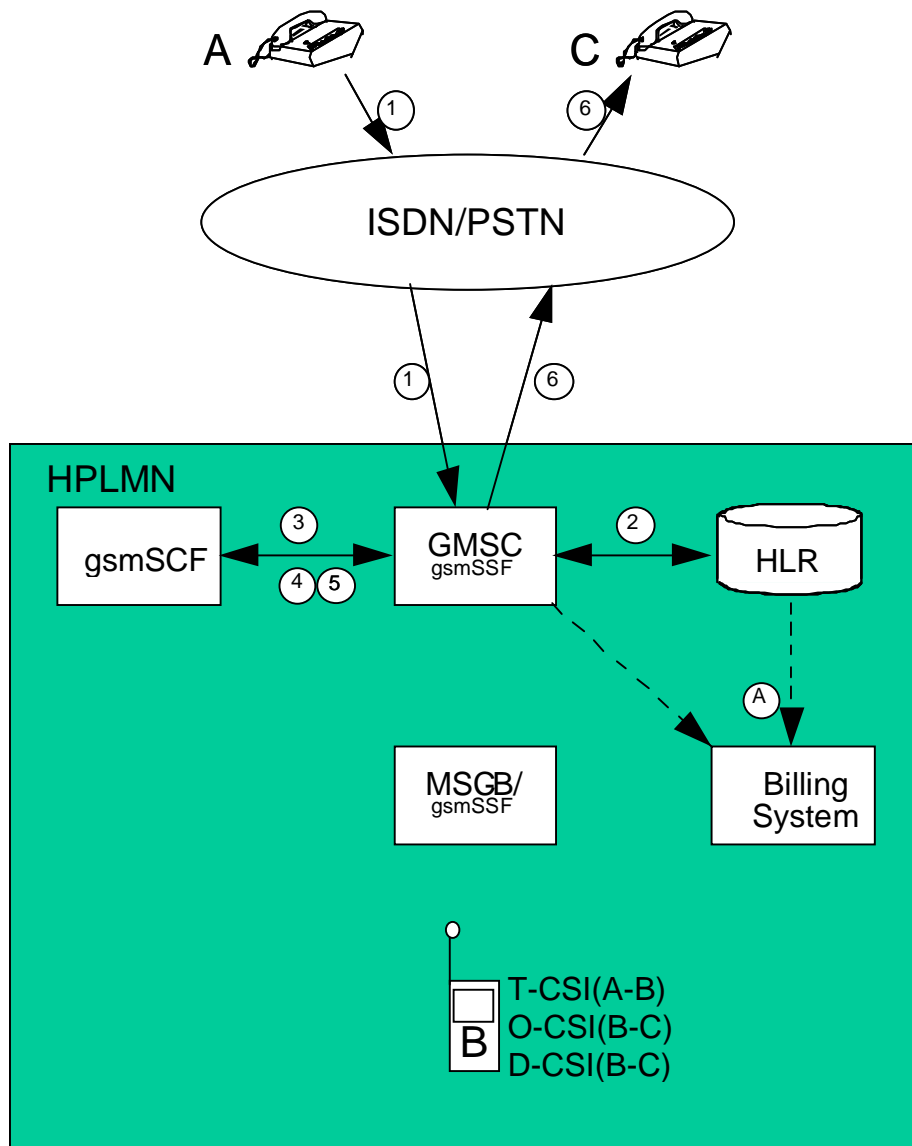 A
C
1
6
ISDN/PSTN
1
6
HPLMN
gsmSCF
3
4 5
GMSC
gsmSSF
2
HLR
A
MSCB/
gsmSSF
Billing
System
B
T-CSI(A-B)
O-CSI(B-C)
D-CSI(B-C)